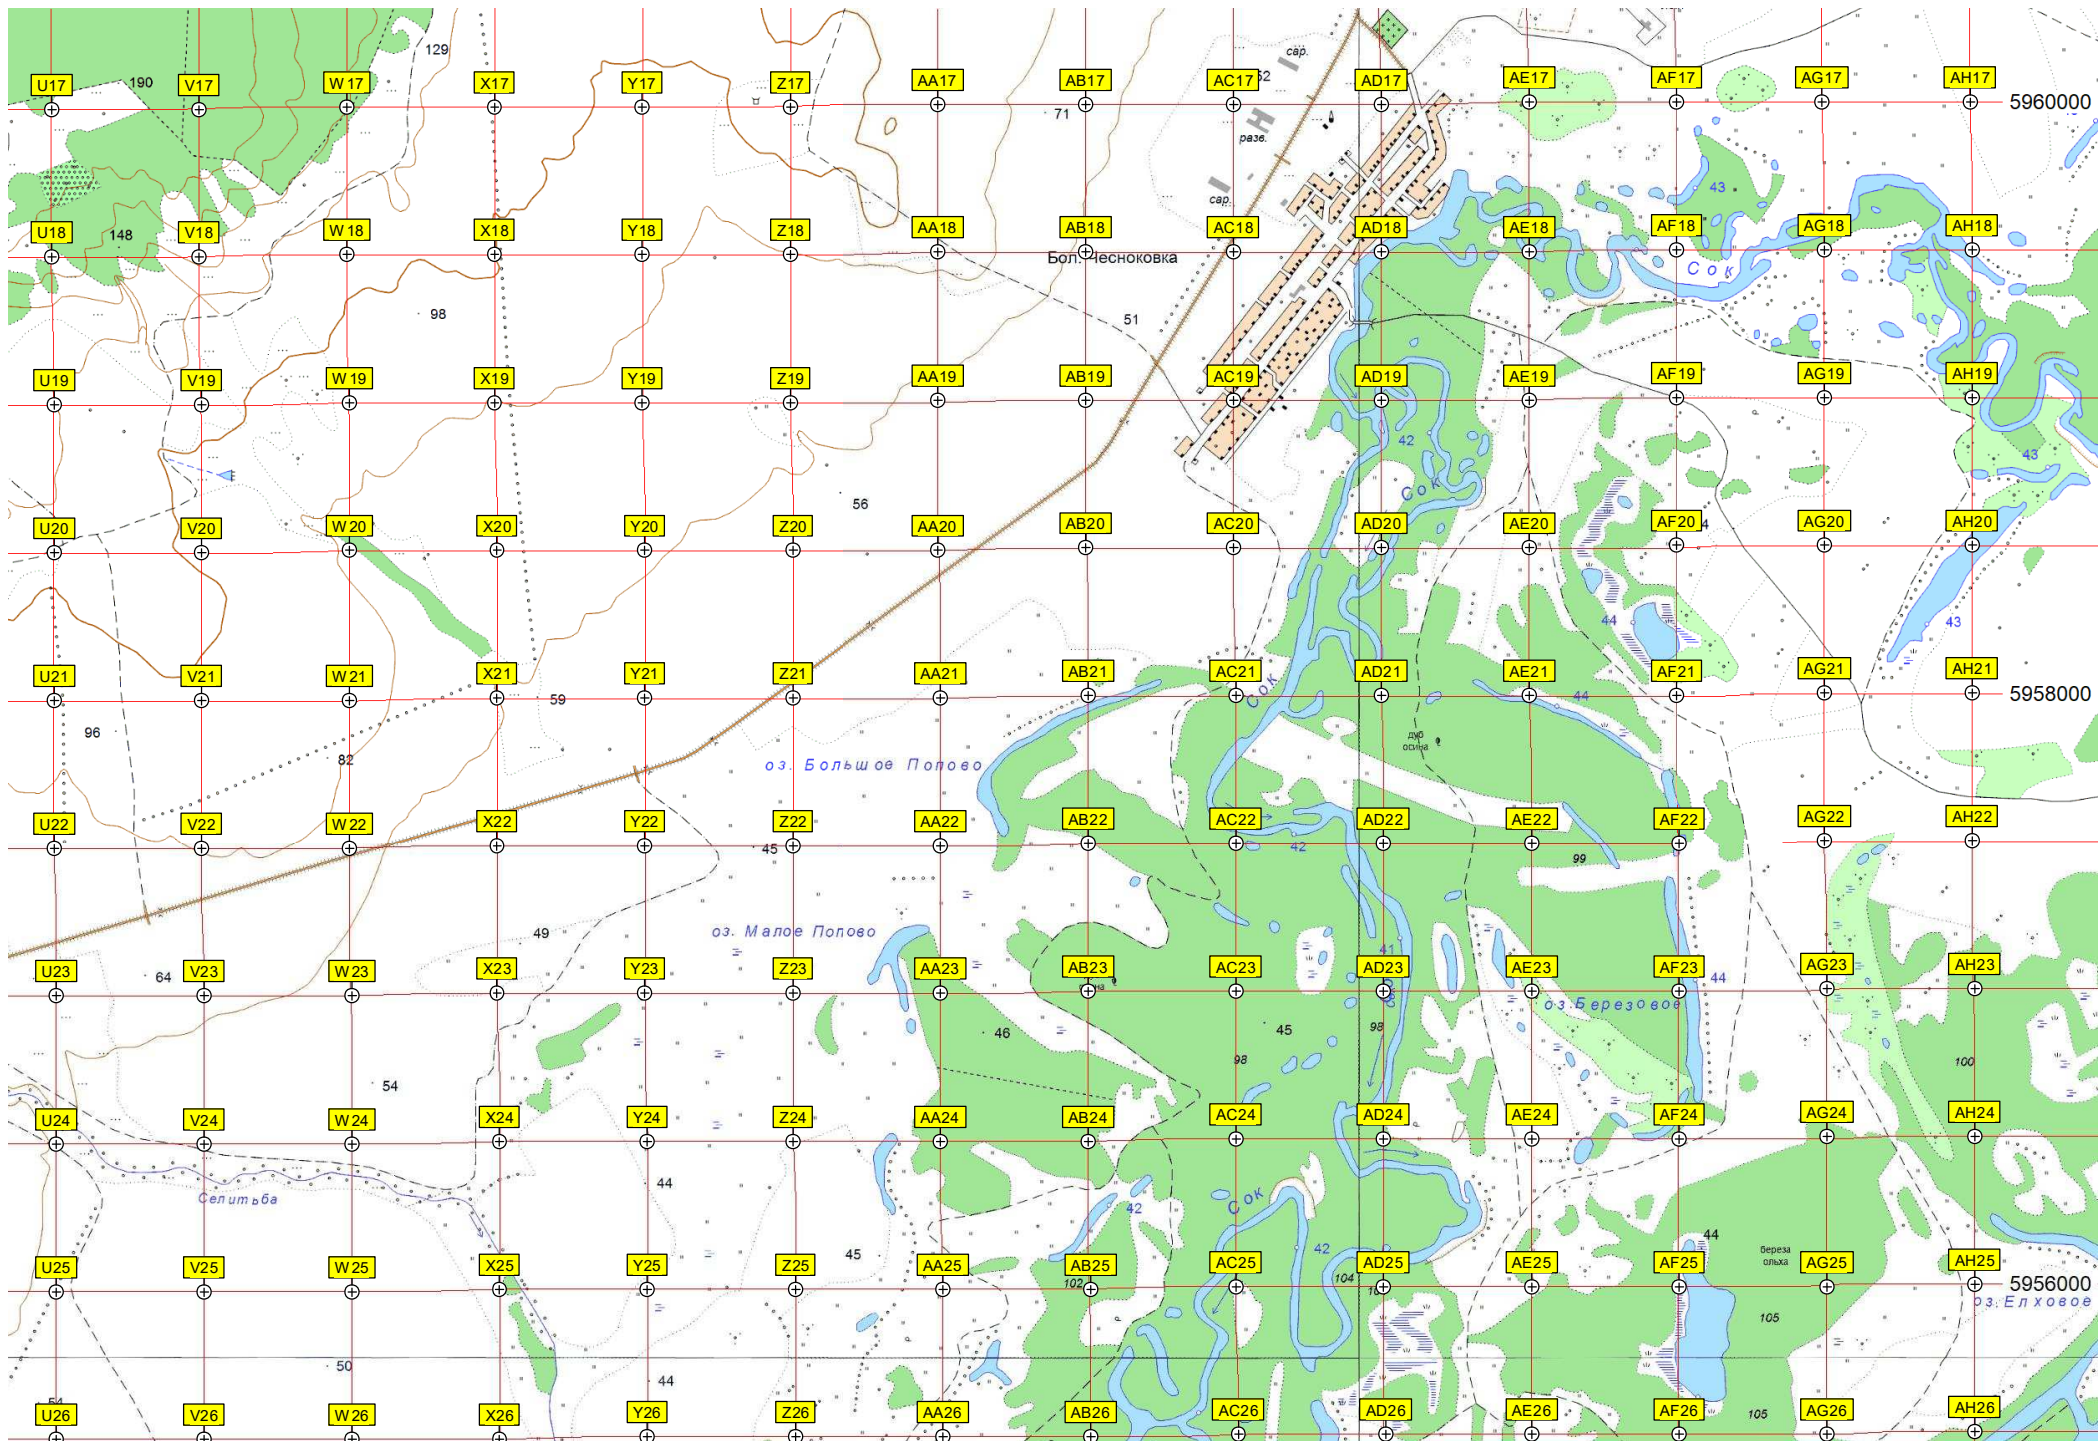 129
сар.
U17 190 V17 W17 X17 Y17 Z17 AA17 AB17 AC17 52 AD17 AE17 AF17 AG17 AH17 5960000
71
разв.
сар.
43
U18 148 V18 W18 X18 Y18 Z18 AA18 AB18 AC18 AD18 AE18 AF18 AG18 AH18
Бол. Чесноковка
Сок
98
51
U19 V19 W19 X19 Y19 Z19 AA19 AB19 AC19 AD19 AE19 AF19 AG19 AH19
42
43
Сок
56
U20 V20 W20 X20 Y20 Z20 AA20 AB20 AC20 AD20 AE20 AF20 4 AG20 AH20
44
43
U21 V21 W21 X21 Y21 Z21 AA21 AB21 AC21 AD21 AE21 AF21 AG21 AH21
59
Сок
44
5958000
96
дуб
осина
82
оз. Большое Попово
U22 V22 W22 X22 Y22 Z22 AA22 AB22 AC22 AD22 AE22 AF22 AG22 AH22
45
42
99
49
оз. Малое Попово
41
U23 64 V23 W23 X23 Y23 Z23 AA23 AB23 AC23 AD23 AE23 AF23 44 AG23 AH23
оз. Березовое
46
45
98
98
100
54
U24 V24 W24 X24 Y24 Z24 AA24 AB24 AC24 AD24 AE24 AF24 AG24 AH24
Селитьба
44
42
Сок
44
45
42
береза
ольха
U25 V25 W25 X25 Y25 Z25 AA25 AB25 AC25 AD25 AE25 AF25 AG25 AH25
102
104
5956000
оз. Елховое
105
50
44
U26 V26 W26 X26 Y26 Z26 AA26 AB26 AC26 AD26 AE26 AF26 105 AG26 AH26